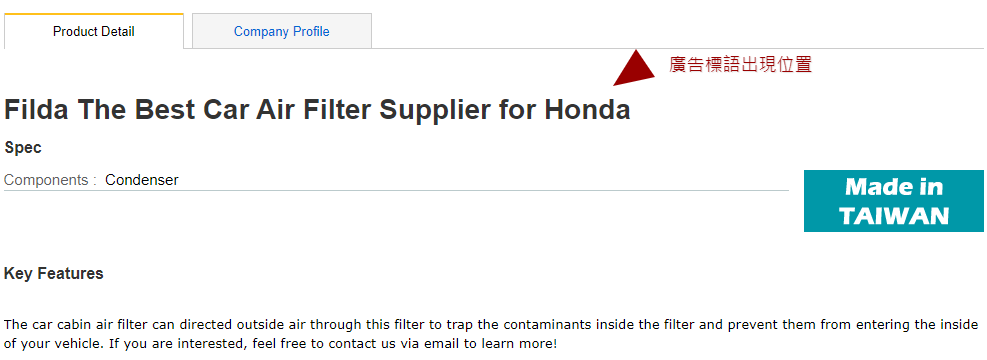 Product Detail
Company Profile
廣告標語出現位置
Filda The Best Car Air Filter Supplier for Honda
Spec
Components : Condenser
Made in
TAIWAN
Key Features
The car cabin air filter can directed outside air through this filter to trap the contaminants inside the filter and prevent them from entering the inside
of your vehicle. If you are interested, feel free to contact us via email to learn more!